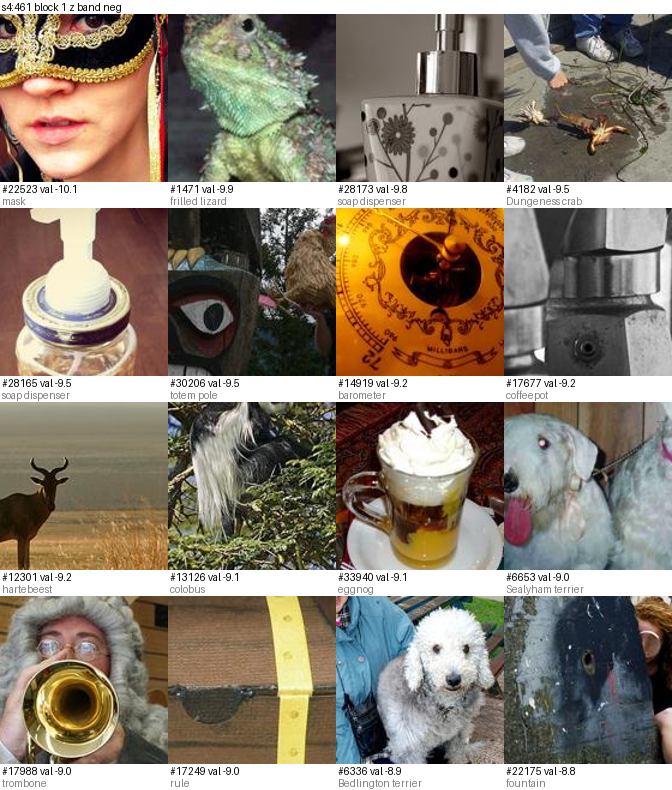 s4:461 block 1 z band neg
#22523 val -10.1
mask
#1471 val -9.9
frilled lizard
#28173 val -9.8
soap dispenser
#4182 val -9.5
Dungeness crab
#28165 val -9.5
soap dispenser
#30206 val -9.5
totem pole
#14919 val -9.2
barometer
#17677 val -9.2
coffeepot
MILLIBARS
#12301 val -9.2
hartebeest
#13126 val -9.1
colobus
#33940 val -9.1
eggnog
#6653 val -9.0
Sealyham terrier
#17988 val -9.0
trombone
#17249 val -9.0
rule
#6336 val -8.9
Bedlington terrier
#22175 val -8.8
fountain